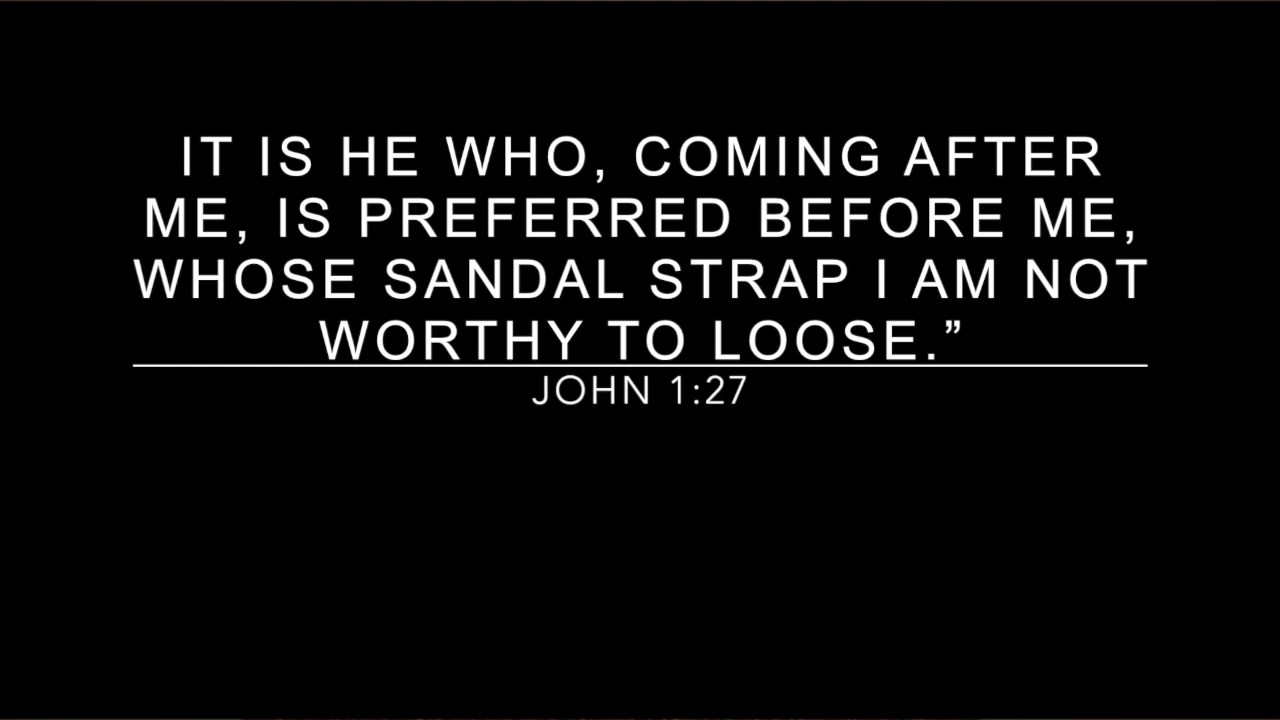 IT IS HE WHO, COMING AFTER
ME, IS PREFERRED BEFORE ME,
WHOSE SANDAL STRAP I AM NOT
WORTHY TO LOOSE.”
JOHN 1:27